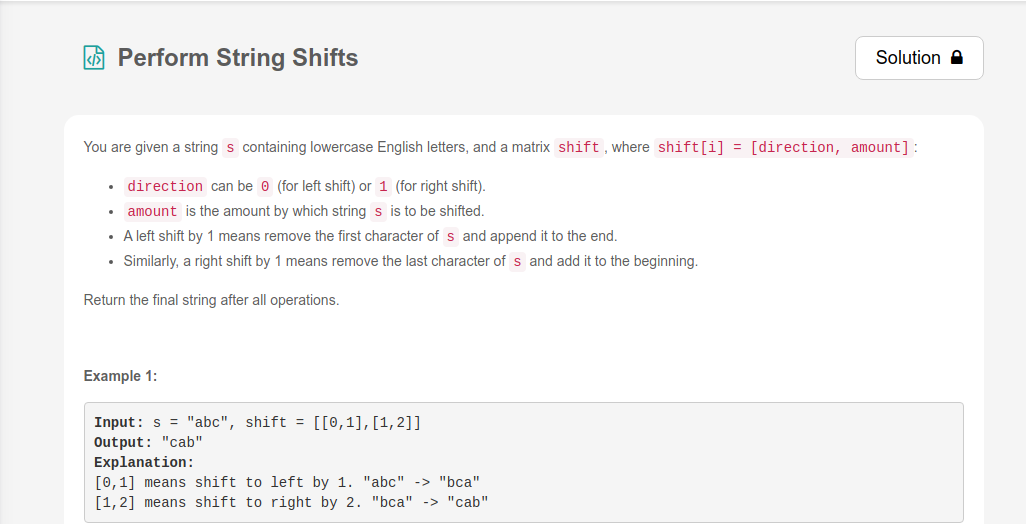 Perform String Shifts
Solution
You are given a string s containing lowercase English letters, and a matrix shift, where shift[i] = [direction, amount]:
• direction can be 0 (for left shift) or 1 (for right shift).
• amount is the amount by which string s is to be shifted.
• A left shift by 1 means remove the first character of s and append it to the end.
• Similarly, a right shift by 1 means remove the last character of s and add it to the beginning.
Return the final string after all operations.
Example 1:
Input: s = "abc", shift = [[0,1],[1,2]]
Output: "cab"
Explanation:
[0,1] means shift to left by 1. "abc" -> "bca"
[1,2] means shift to right by 2. "bca" -> "cab"